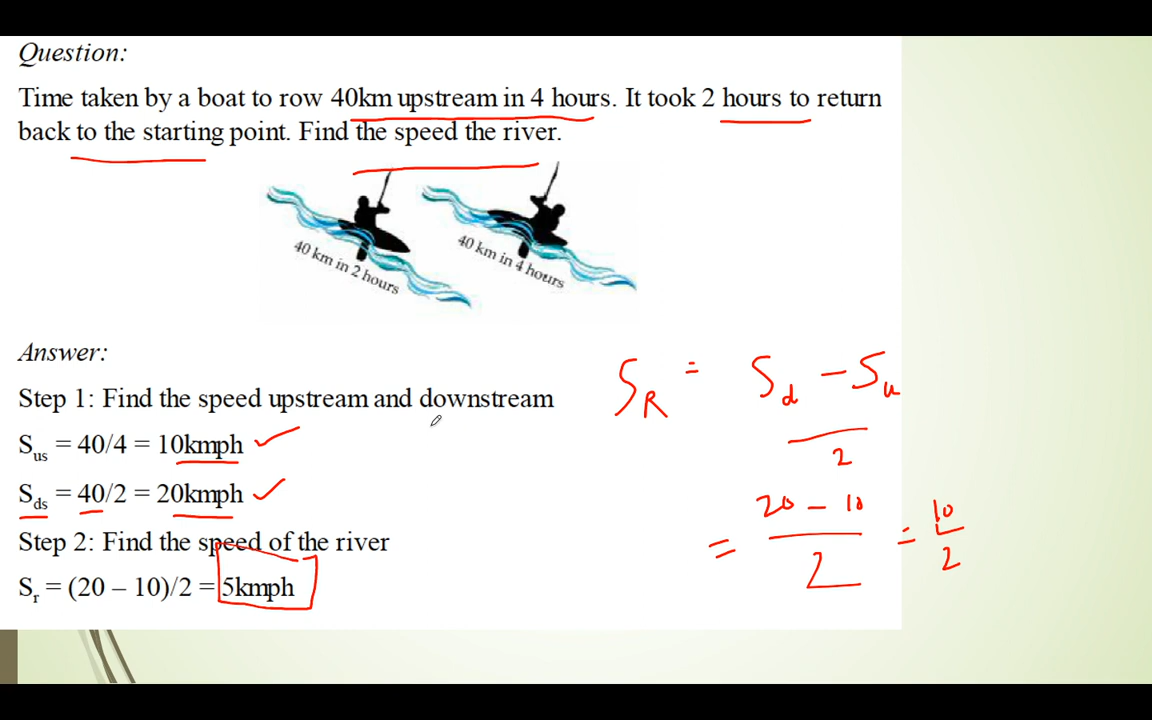 Question:
Time taken by a boat to row 40km upstream in 4 hours. It took 2 hours to return
back to the starting point. Find the speed the river.
40 km in 2 hours
40 km in 4 hours
Answer:
Step 1: Find the speed upstream and downstream
S_us = 40/4 = 10kmph
S_ds = 40/2 = 20kmph
Step 2: Find the speed of the river
S_r = (20 – 10)/2 = 5kmph
S_R = S_d - S_u
2
= 20 - 10 = 10
2 2